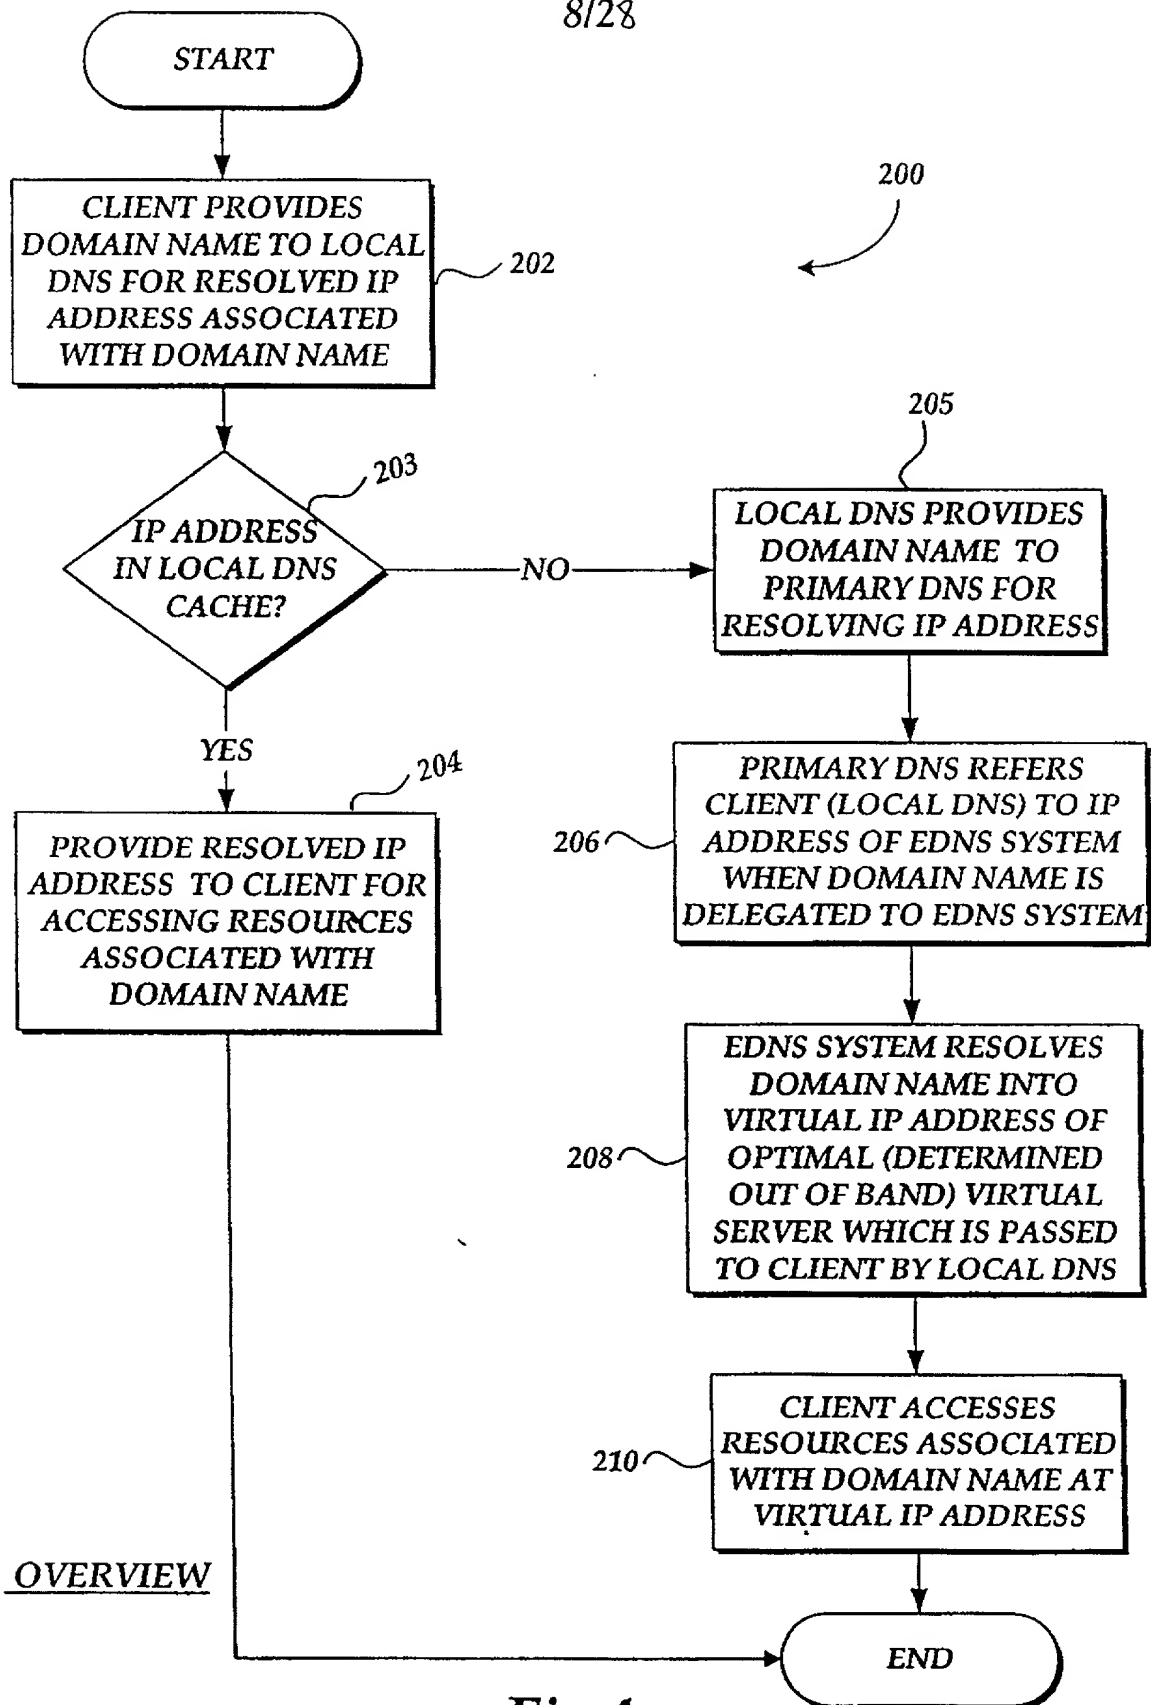 8/28
START
200
CLIENT PROVIDES
DOMAIN NAME TO LOCAL
DNS FOR RESOLVED IP
ADDRESS ASSOCIATED
WITH DOMAIN NAME
202
203
IP ADDRESS
IN LOCAL DNS
CACHE?
NO
YES
204
PROVIDE RESOLVED IP
ADDRESS TO CLIENT FOR
ACCESSING RESOURCES
ASSOCIATED WITH
DOMAIN NAME
205
LOCAL DNS PROVIDES
DOMAIN NAME TO
PRIMARY DNS FOR
RESOLVING IP ADDRESS
206
PRIMARY DNS REFERS
CLIENT (LOCAL DNS) TO IP
ADDRESS OF EDNS SYSTEM
WHEN DOMAIN NAME IS
DELEGATED TO EDNS SYSTEM
208
EDNS SYSTEM RESOLVES
DOMAIN NAME INTO
VIRTUAL IP ADDRESS OF
OPTIMAL (DETERMINED
OUT OF BAND) VIRTUAL
SERVER WHICH IS PASSED
TO CLIENT BY LOCAL DNS
210
CLIENT ACCESSES
RESOURCES ASSOCIATED
WITH DOMAIN NAME AT
VIRTUAL IP ADDRESS
OVERVIEW
END